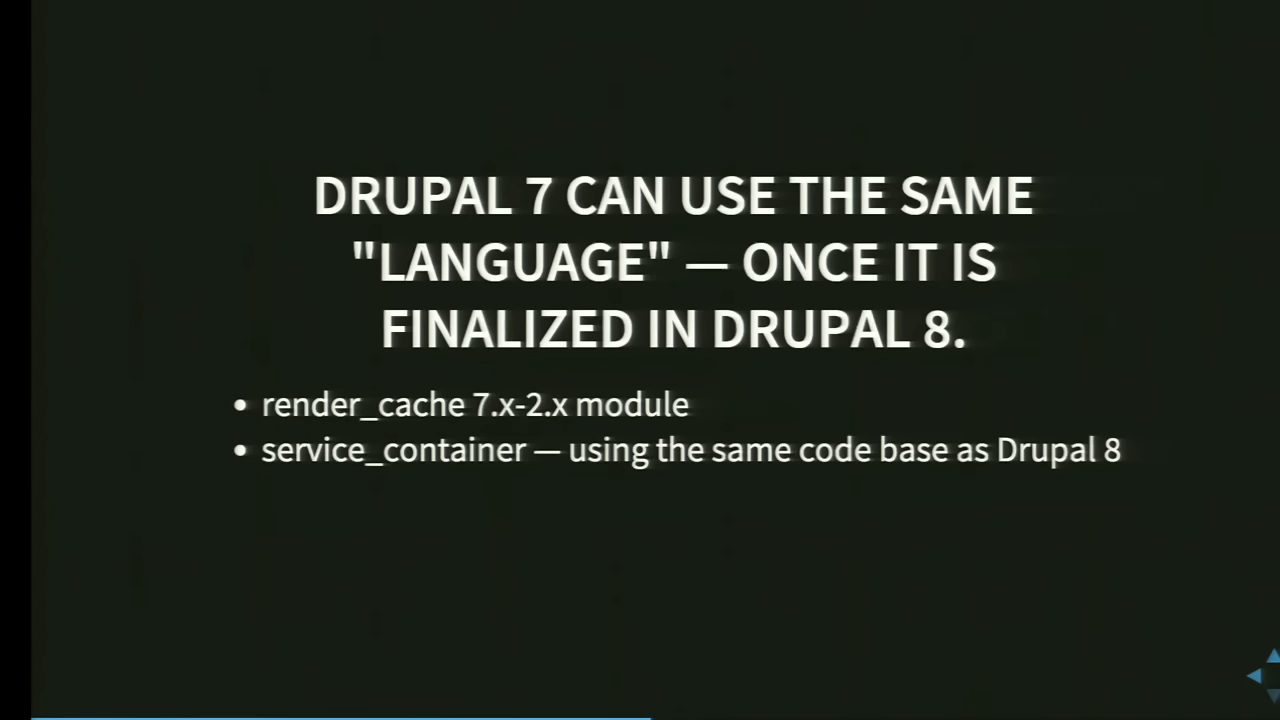 DRUPAL 7 CAN USE THE SAME
"LANGUAGE" — ONCE IT IS
FINALIZED IN DRUPAL 8.
• render_cache 7.x-2.x module
• service_container — using the same code base as Drupal 8